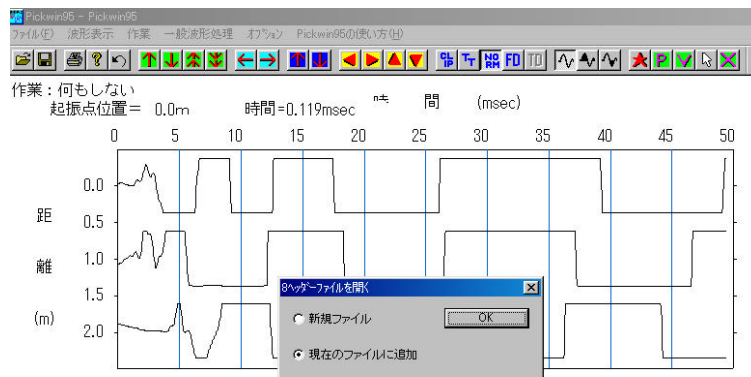 Pickwin95 - Pickwin95
ファイル(F) 波形表示 作業 一般波形処理 オプション Pickwin95の使い方(H)
CLIP TT NORM FD TD
作業：何もしない
起振点位置＝ 0.0m 時間=0.119msec 時 間 (msec)
0 5 10 15 20 25 30 35 40 45 50
0.0
距 0.5
離 1.0
1.5
(m) 2.0
8ヘッダーファイルを開く
新規ファイル OK
現在のファイルに追加